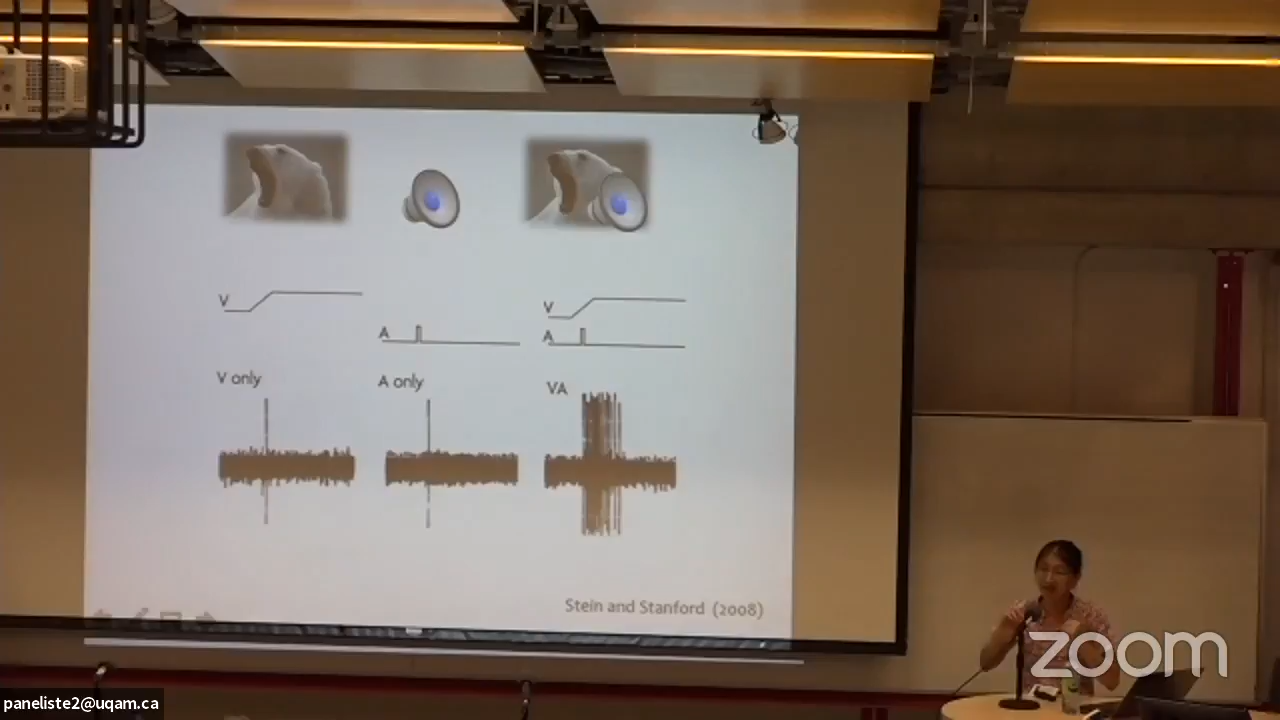 V
V
A
A
V only
A only
VA
Stein and Stanford (2008)
zoom
paneliste2@uqam.ca